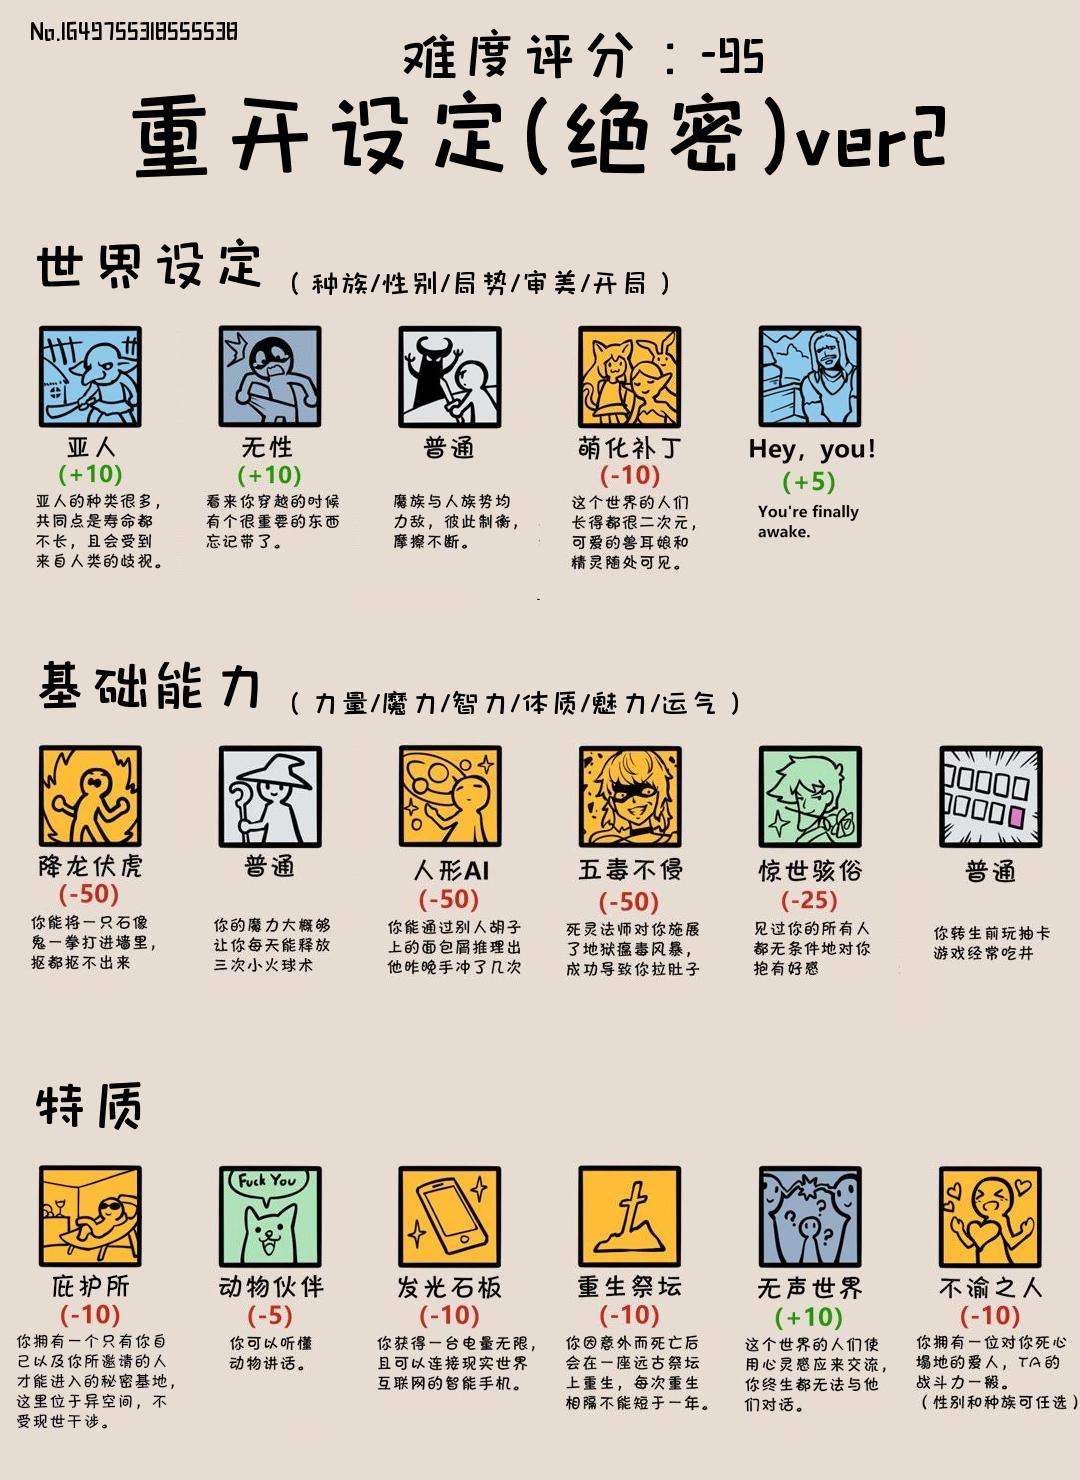 No.1649755318555538
难度评分：-95
重开设定(绝密)ver2
世界设定（种族/性别/局势/审美/开局）
亚人
(+10)
亚人的种类很多，
共同点是寿命都
不长，且会受到
来自人类的歧视。
无性
(+10)
看来你穿越的时候
有个很重要的东西
忘记带了。
普通
魔族与人族势均
力敌，彼此制衡，
摩擦不断。
萌化补丁
(-10)
这个世界的人们
长得都很二次元，
可爱的兽耳娘和
精灵随处可见。
Hey, you!
(+5)
You're finally
awake.
基础能力（力量/魔力/智力/体质/魅力/运气）
降龙伏虎
(-50)
你能将一只石像
鬼一拳打进墙里，
抠都抠不出来
普通
你的魔力大概够
让你每天能释放
三次小火球术
人形AI
(-50)
你能通过别人胡子
上的面包屑推理出
他昨晚手冲了几次
五毒不侵
(-50)
死灵法师对你施展
了地狱瘟毒风暴，
成功导致你拉肚子
惊世骇俗
(-25)
见过你的所有人
都无条件地对你
抱有好感
普通
你转生前玩抽卡
游戏经常吃井
特质
庇护所
(-10)
你拥有一个只有你自
己以及你所邀请的人
才能进入的秘密基地，
这里位于异空间，不
受现世干涉。
Fuck You
动物伙伴
(-5)
你可以听懂
动物讲话。
发光石板
(-10)
你获得一台电量无限，
且可以连接现实世界
互联网的智能手机。
重生祭坛
(-10)
你因意外而死亡后
会在一座远古祭坛
上重生，每次重生
相隔不能短于一年。
无声世界
(+10)
这个世界的人们使
用心灵感应来交流，
你终生都无法与他
们对话。
不渝之人
(-10)
你拥有一位对你死心
塌地的爱人，TA的
战斗力一般。
（性别和种族可任选）